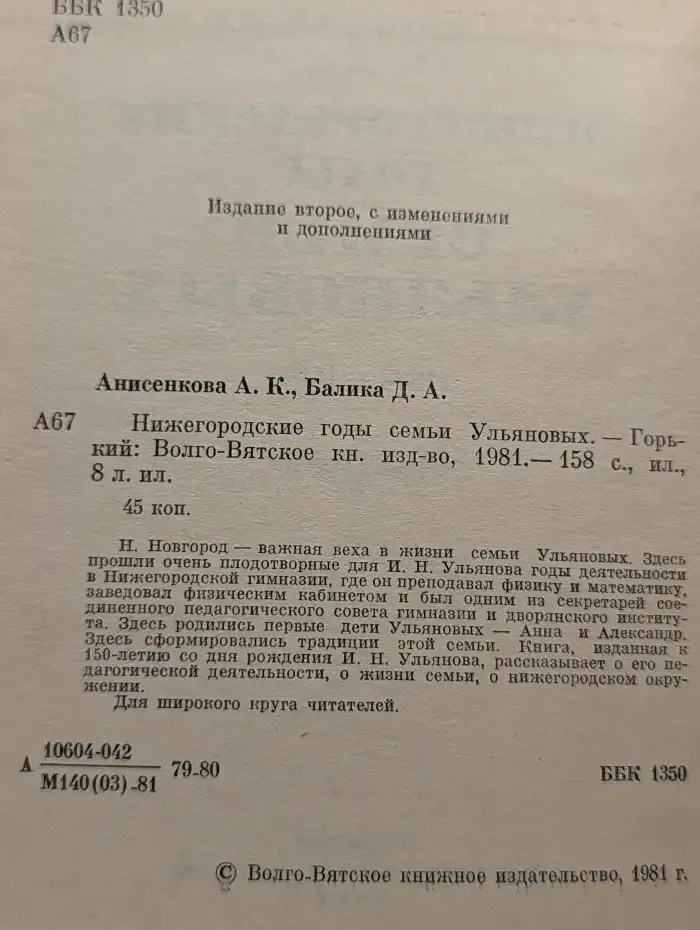 ББК 1350
А67
Издание второе, с изменениями
и дополнениями
Анисенкова А. К., Балика Д. А.
А67 Нижегородские годы семьи Ульяновых. — Горь-
кий: Волго-Вятское кн. изд-во, 1981.— 158 с., ил.,
8 л. ил.
45 коп.
Н. Новгород — важная веха в жизни семьи Ульяновых. Здесь
прошли очень плодотворные для И. Н. Ульянова годы деятельности
в Нижегородской гимназии, где он преподавал физику и математику,
заведовал физическим кабинетом и был одним из секретарей сое-
диненного педагогического совета гимназии и дворянского институ-
та. Здесь родились первые дети Ульяновых — Анна и Александр.
Здесь сформировались традиции этой семьи. Книга, изданная к
150-летию со дня рождения И. Н. Ульянова, рассказывает о его пе-
дагогической деятельности, о жизни семьи, о нижегородском окру-
жении.
Для широкого круга читателей.
А 10604-042
М140(03)-81 79-80
ББК 1350
© Волго-Вятское книжное издательство, 1981 г.